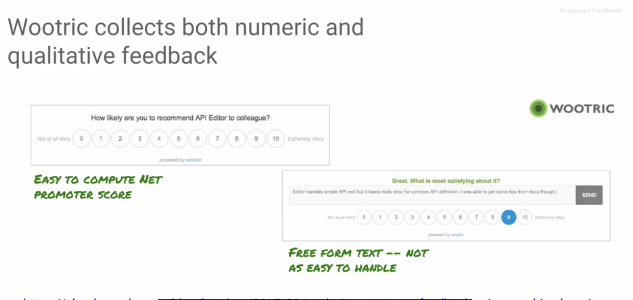 Proprietary + Confidential
Wootric collects both numeric and
qualitative feedback
WOOTRIC
How likely are you to recommend API Editor to colleague?
Not at all likely 0 1 2 3 4 5 6 7 8 9 10 Extremely likely
powered by wootric
EASY TO COMPUTE NET
PROMOTER SCORE
Great. What is most satisfying about it?
Editor handles simple API well but it loads really slow for complex API definition. I was able to get some tips from docs though. SEND
Not at all likely 0 1 2 3 4 5 6 7 8 9 10 Extremely likely
powered by wootric
FREE FORM TEXT -- NOT
AS EASY TO HANDLE